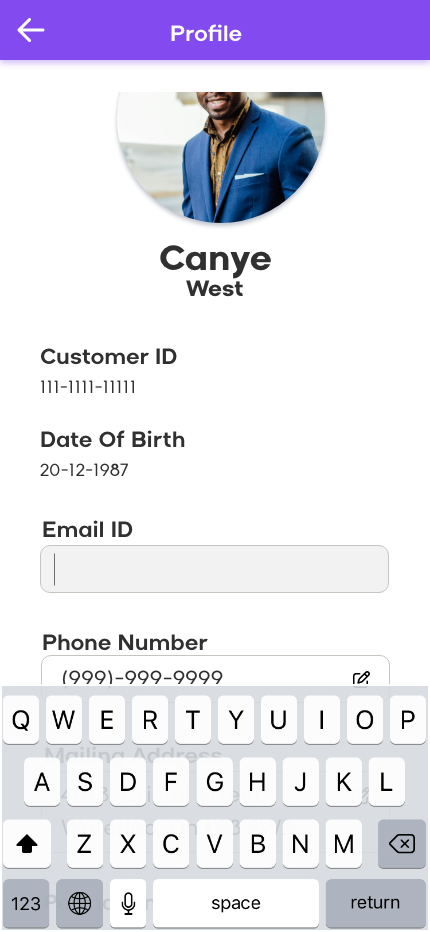 Profile
Canye
West
Customer ID
111-1111-11111
Date Of Birth
20-12-1987
Email ID
Phone Number
(999)-999-9999
Q W E R T Y U I O P
Mailing Address
A S D F G H J K L
Z X C V B N M
123 space return